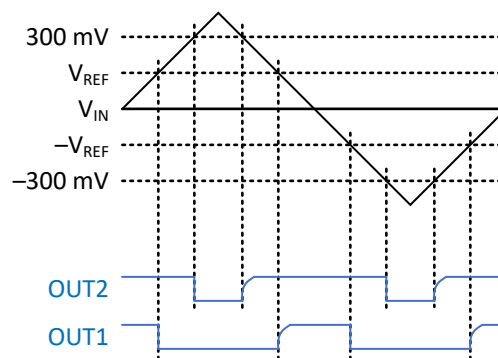 300 mV
VREF
VIN
–VREF
–300 mV
OUT2
OUT1